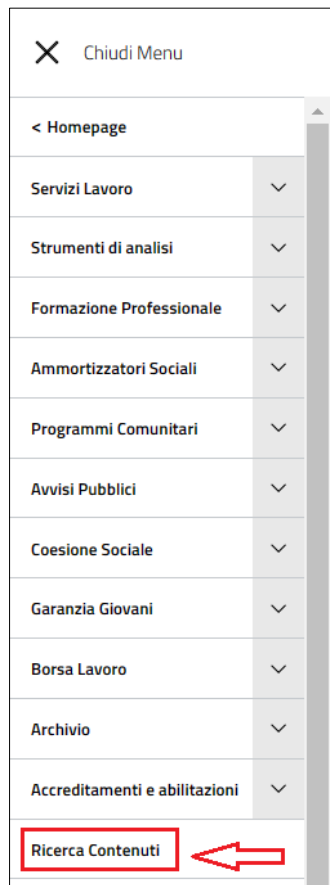 Chiudi Menu
< Homepage
Servizi Lavoro
Strumenti di analisi
Formazione Professionale
Ammortizzatori Sociali
Programmi Comunitari
Avvisi Pubblici
Coesione Sociale
Garanzia Giovani
Borsa Lavoro
Archivio
Accreditamenti e abilitazioni
Ricerca Contenuti